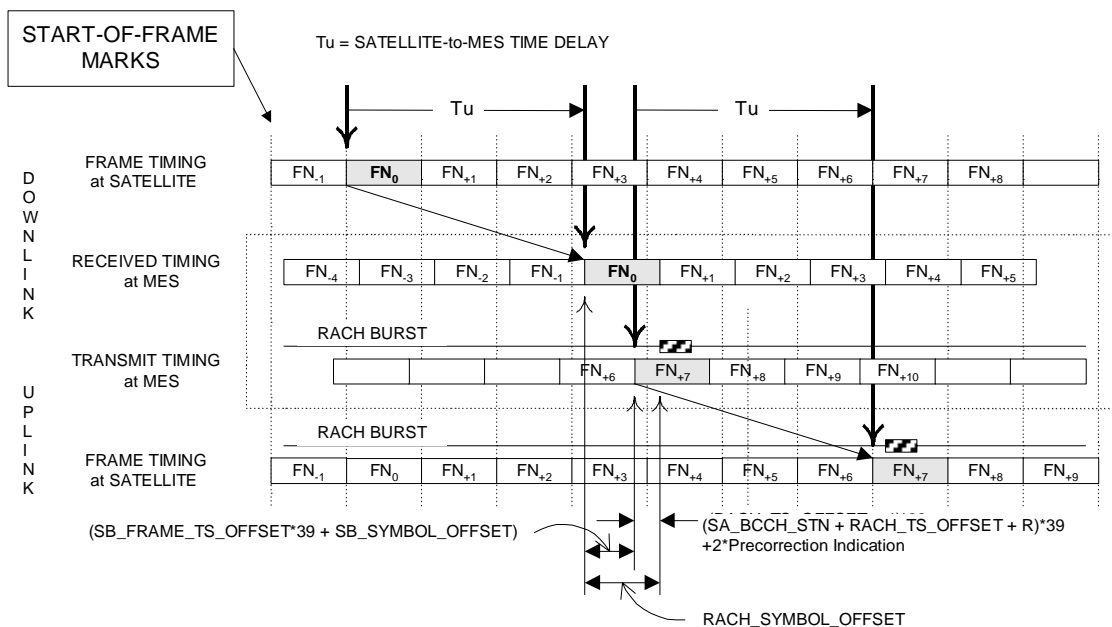 START-OF-FRAME
MARKS
Tu = SATELLITE-to-MES TIME DELAY
Tu
Tu
DOWNLINK
FRAME TIMING
at SATELLITE
FN-1 FN0 FN+1 FN+2 FN+3 FN+4 FN+5 FN+6 FN+7 FN+8
RECEIVED TIMING
at MES
FN-4 FN-3 FN-2 FN-1 FN0 FN+1 FN+2 FN+3 FN+4 FN+5
RACH BURST
TRANSMIT TIMING
at MES
FN+6 FN+7 FN+8 FN+9 FN+10
UPLINK
RACH BURST
FRAME TIMING
at SATELLITE
FN-1 FN0 FN+1 FN+2 FN+3 FN+4 FN+5 FN+6 FN+7 FN+8 FN+9
(SB_FRAME_TS_OFFSET*39 + SB_SYMBOL_OFFSET)
(SA_BCCH_STN + RACH_TS_OFFSET + R)*39
+2*Precorrection Indication
RACH_SYMBOL_OFFSET